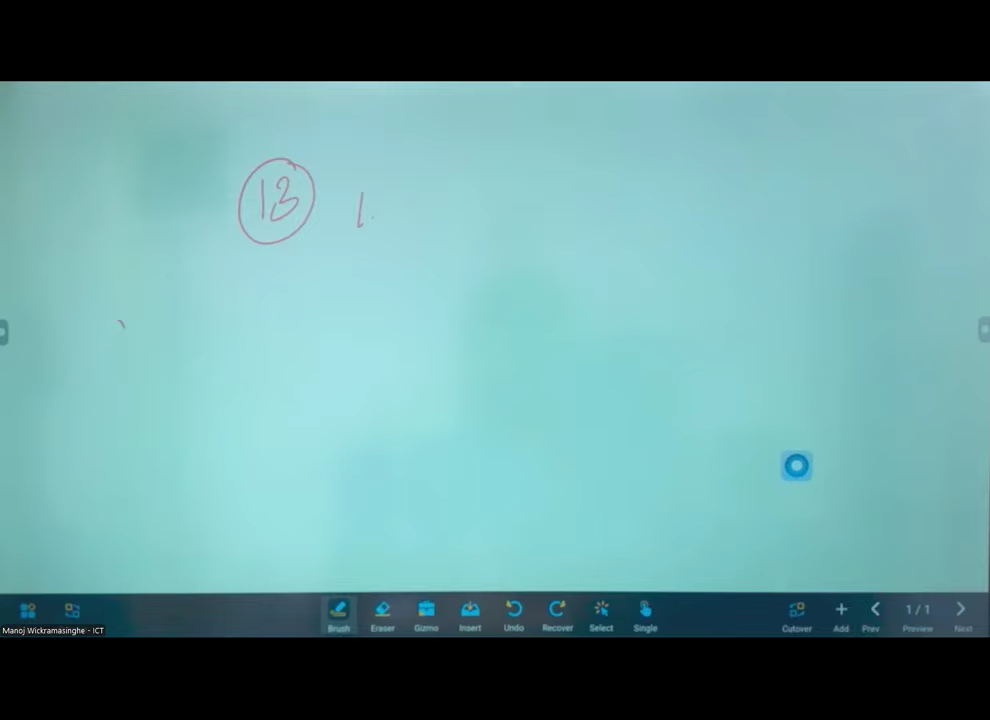 13 1.
Brush Eraser Gizmo Insert Undo Recover Select Single Cutover Add Prev 1 / 1 Preview Next
Manoj Wickramasinghe - ICT